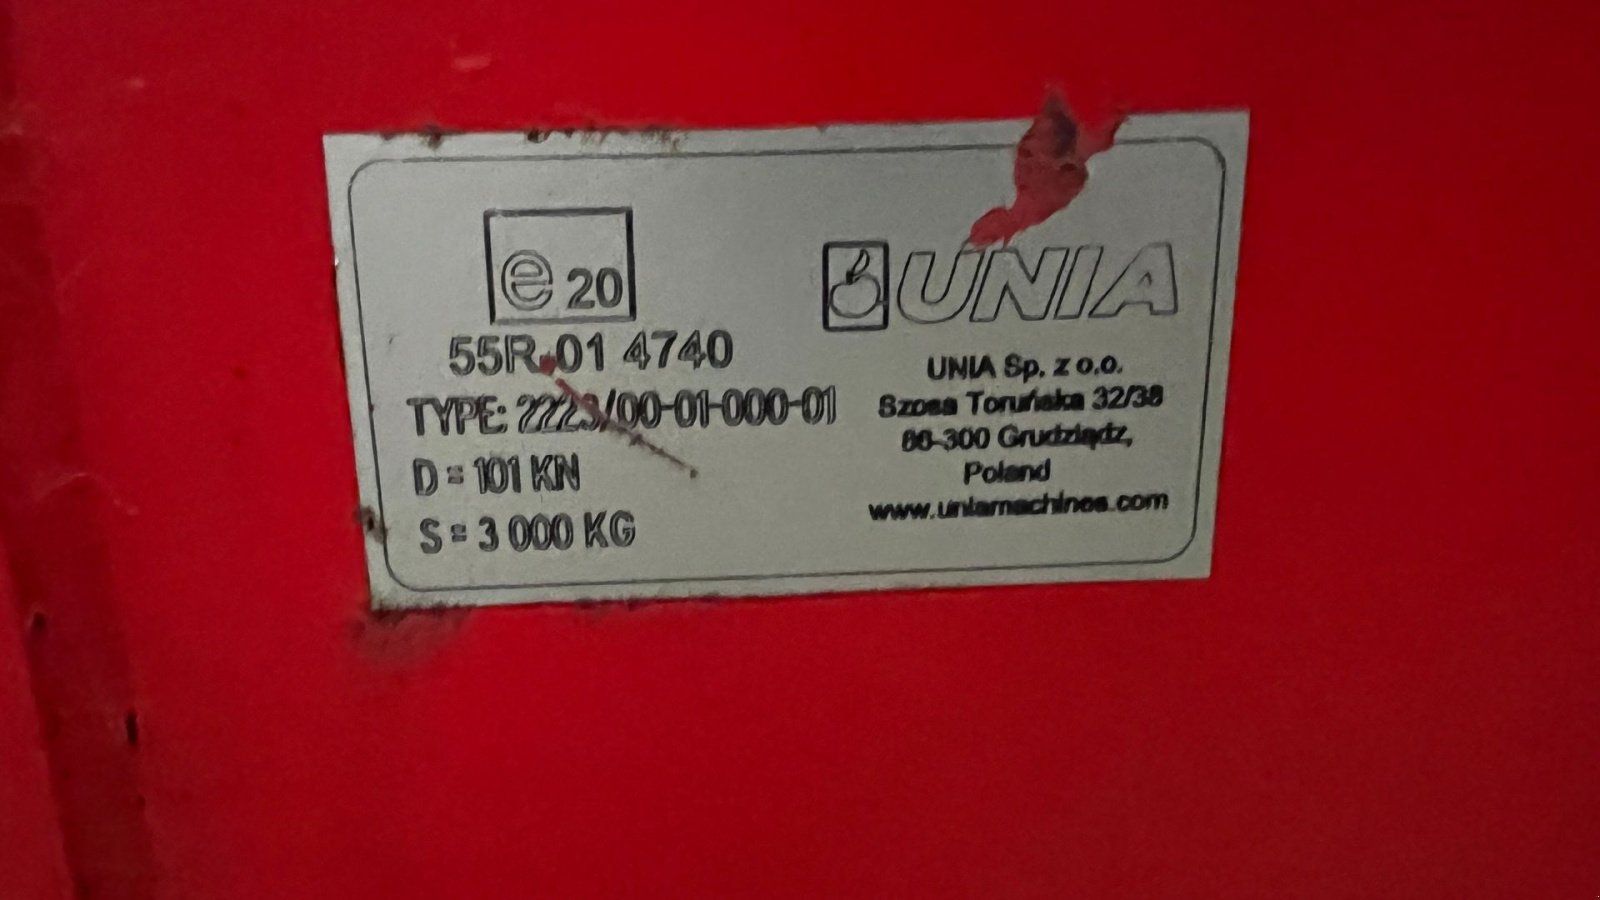 e 20
55R-01 4740
TYPE: 2223/00-01-000-01
D = 101 KN
S = 3 000 KG
UNIA
UNIA Sp. z o.o.
Szosa Toruńska 32/38
86-300 Grudziądz,
Poland
www.uniamachines.com